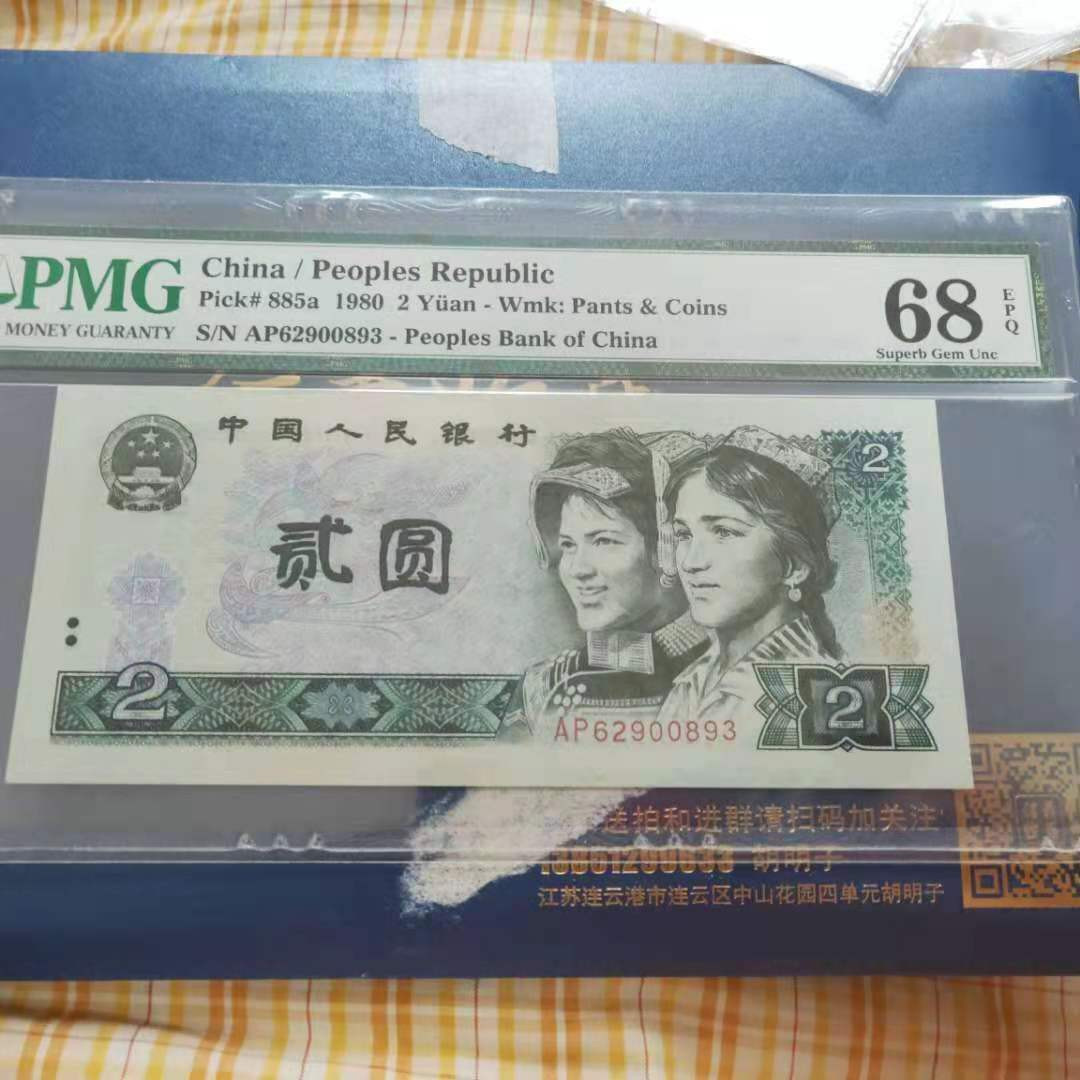 PMG
MONEY GUARANTY
China / Peoples Republic
Pick# 885a 1980 2 Yüan - Wmk: Pants & Coins
S/N AP62900893 - Peoples Bank of China
68
EPQ
Superb Gem Unc
中国人民银行
2
贰圆
2
2
AP62900893
送拍和进群请扫码加关注
胡明子
江苏连云港市连云区中山花园四单元胡明子